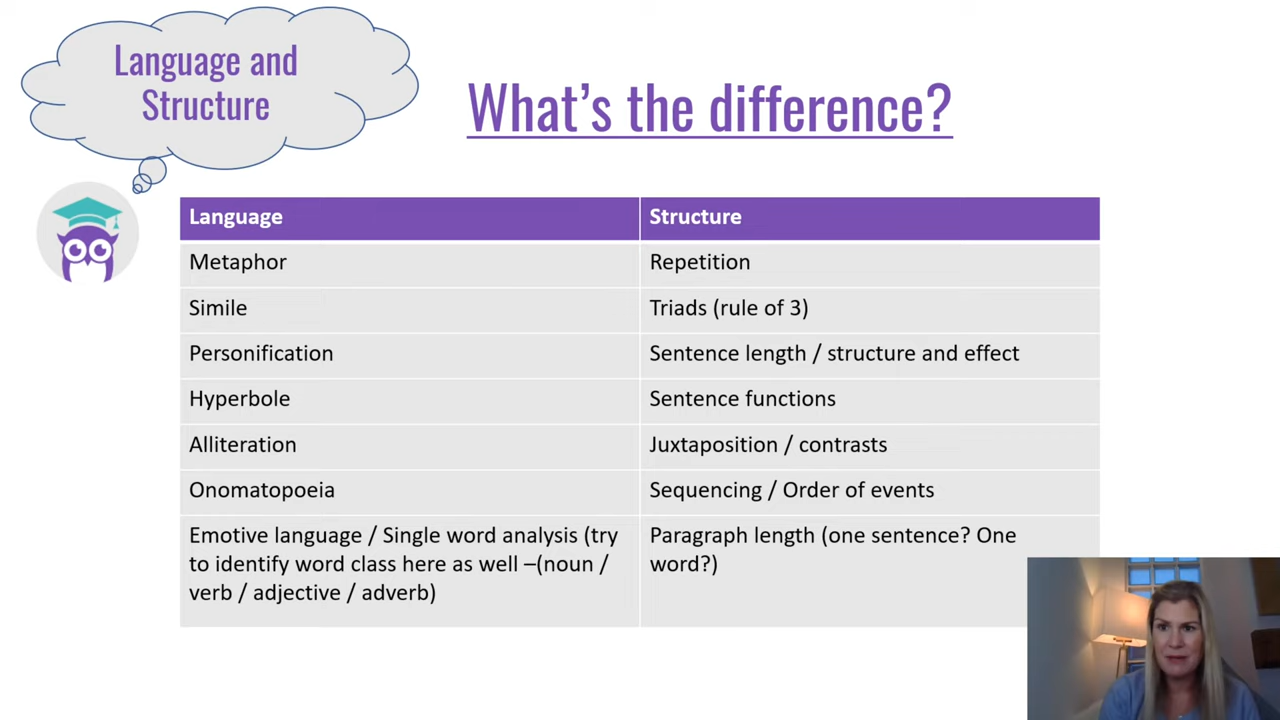 Language and
Structure
What's the difference?
Language
Structure
Metaphor
Repetition
Simile
Triads (rule of 3)
Personification
Sentence length / structure and effect
Hyperbole
Sentence functions
Alliteration
Juxtaposition / contrasts
Onomatopoeia
Sequencing / Order of events
Emotive language / Single word analysis (try
to identify word class here as well –(noun /
verb / adjective / adverb)
Paragraph length (one sentence? One
word?)